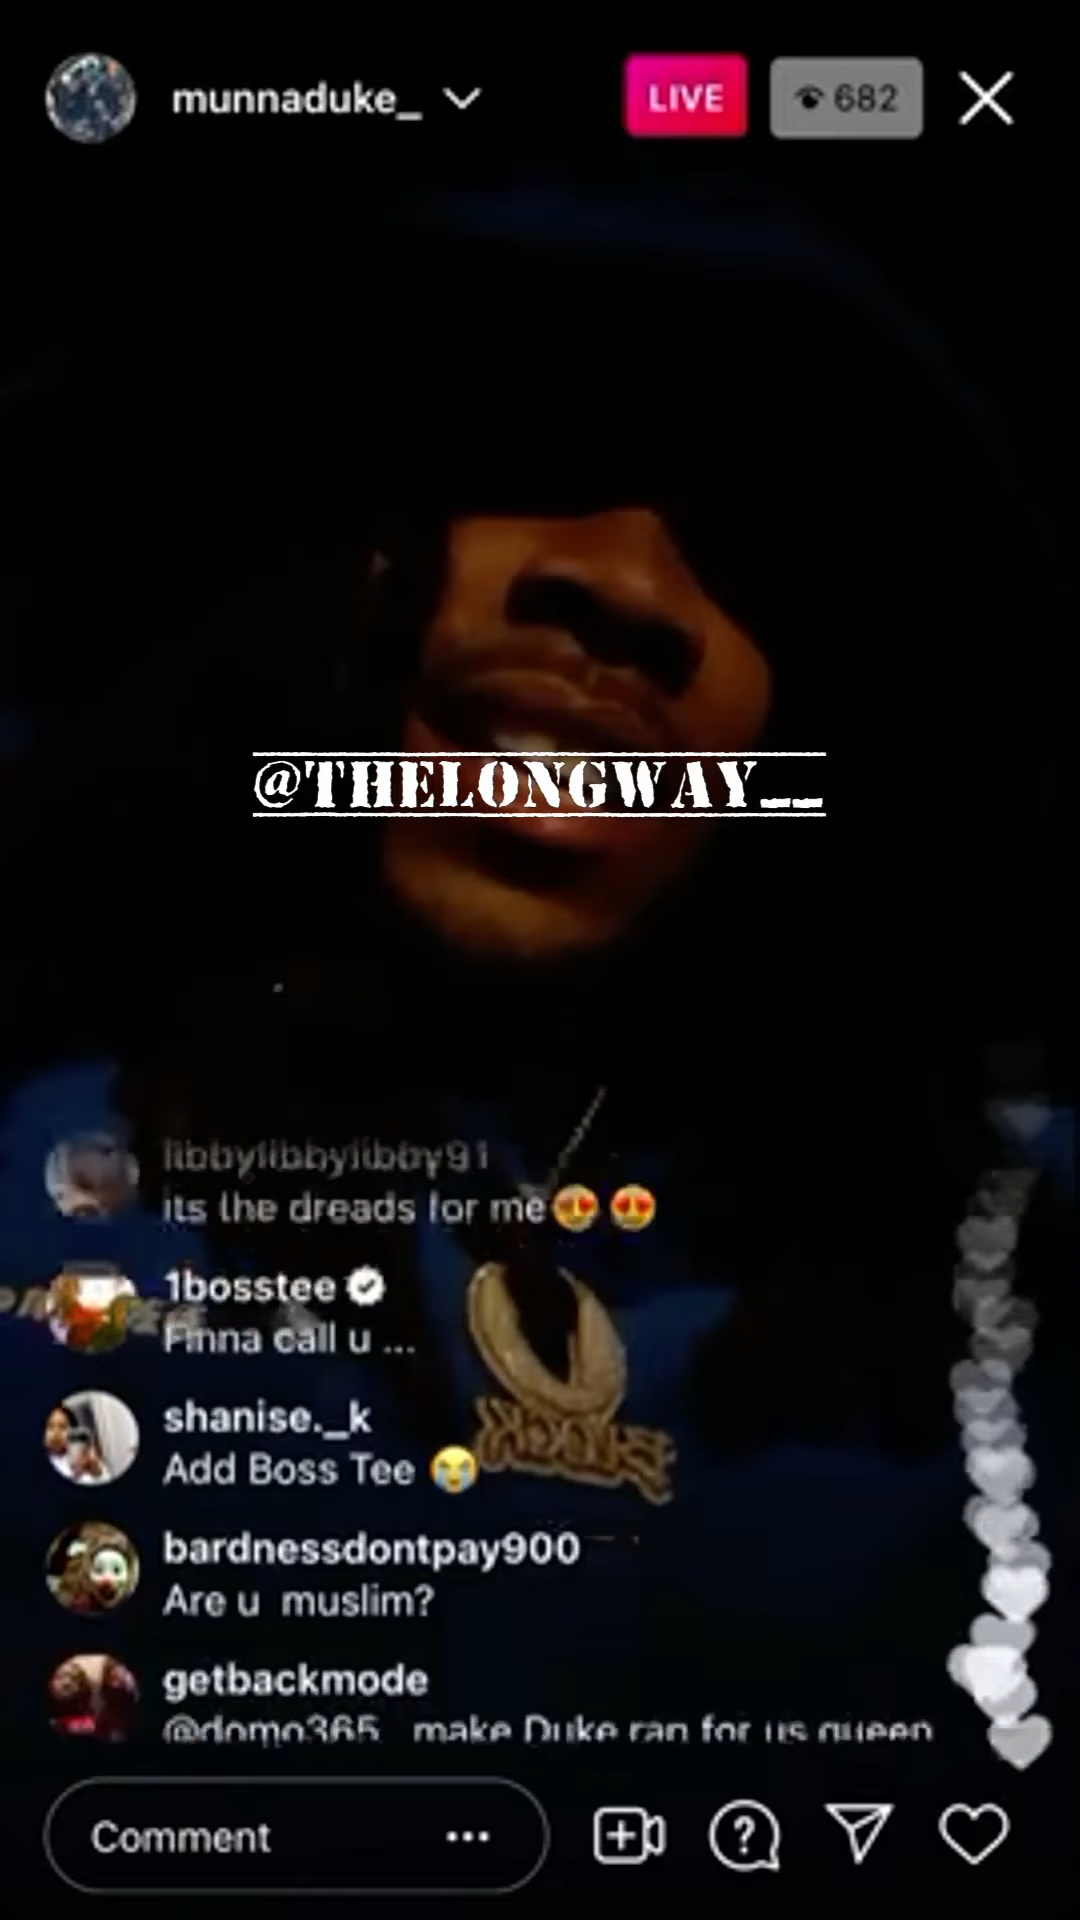 munnaduke_
LIVE
682
@THELONGWAY__
libbylibbylibby91
its the dreads for me😍 😍
1bosstee
Finna call u ...
shanise._k
Add Boss Tee 😭
bardnessdontpay900
Are u muslim?
getbackmode
@domo365 make Duke ran for us queen
Comment